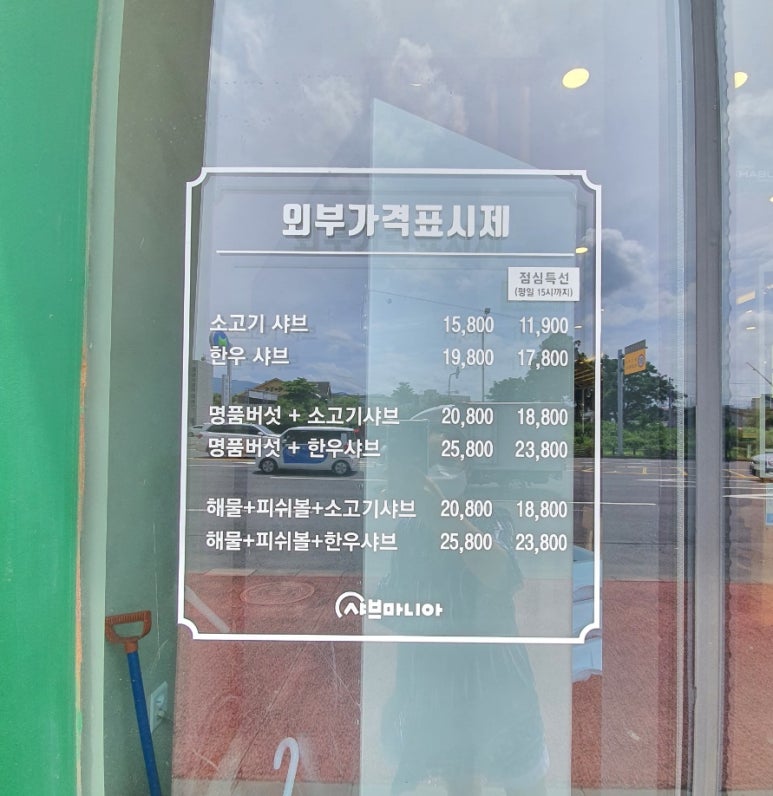 외부가격표시제
점심특선
(평일 15시까지)
소고기 샤브 15,800 11,900
한우 샤브 19,800 17,800
명품버섯 + 소고기샤브 20,800 18,800
명품버섯 + 한우샤브 25,800 23,800
해물+피쉬볼+소고기샤브 20,800 18,800
해물+피쉬볼+한우샤브 25,800 23,800
샤브마니아